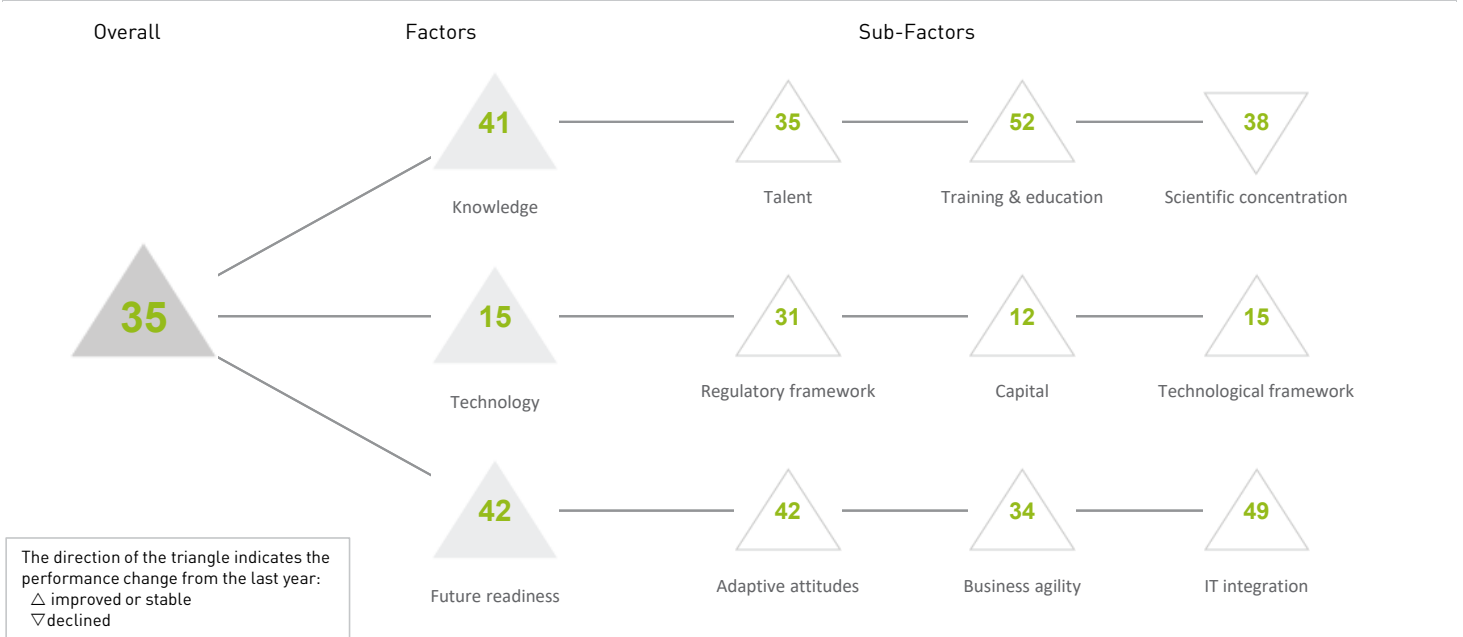 Overall
Factors
Sub-Factors
41
35
52
38
Knowledge
Talent
Training & education
Scientific concentration
35
15
31
12
15
Technology
Regulatory framework
Capital
Technological framework
42
42
34
49
Future readiness
Adaptive attitudes
Business agility
IT integration
The direction of the triangle indicates the
performance change from the last year:
△ improved or stable
▽ declined